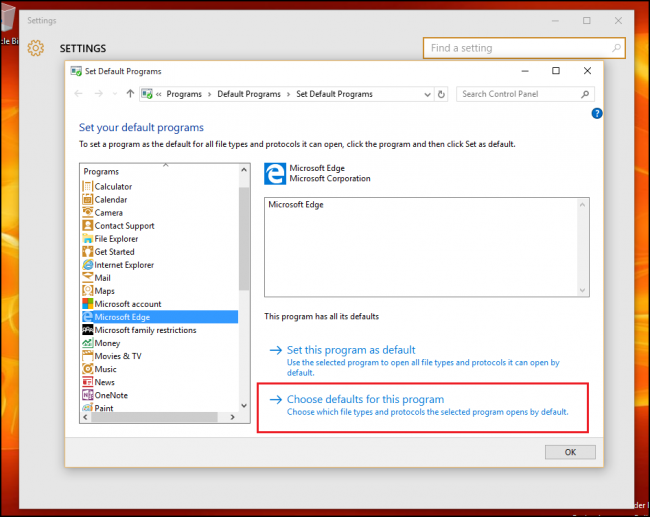 Settings
cle Bi
SETTINGS
Find a setting
Set Default Programs
« Programs > Default Programs > Set Default Programs
Search Control Panel
?
Set your default programs
To set a program as the default for all file types and protocols it can open, click the program and then click Set as default.
Programs
Calculator
Calendar
Camera
Contact Support
File Explorer
Get Started
Internet Explorer
Mail
Maps
Microsoft account
Microsoft Edge
Microsoft family restrictions
Money
Movies & TV
Music
News
OneNote
Paint
Microsoft Edge
Microsoft Corporation
Microsoft Edge
This program has all its defaults
Set this program as default
Use the selected program to open all file types and protocols it can open by
default.
Choose defaults for this program
Choose which file types and protocols the selected program opens by default.
OK